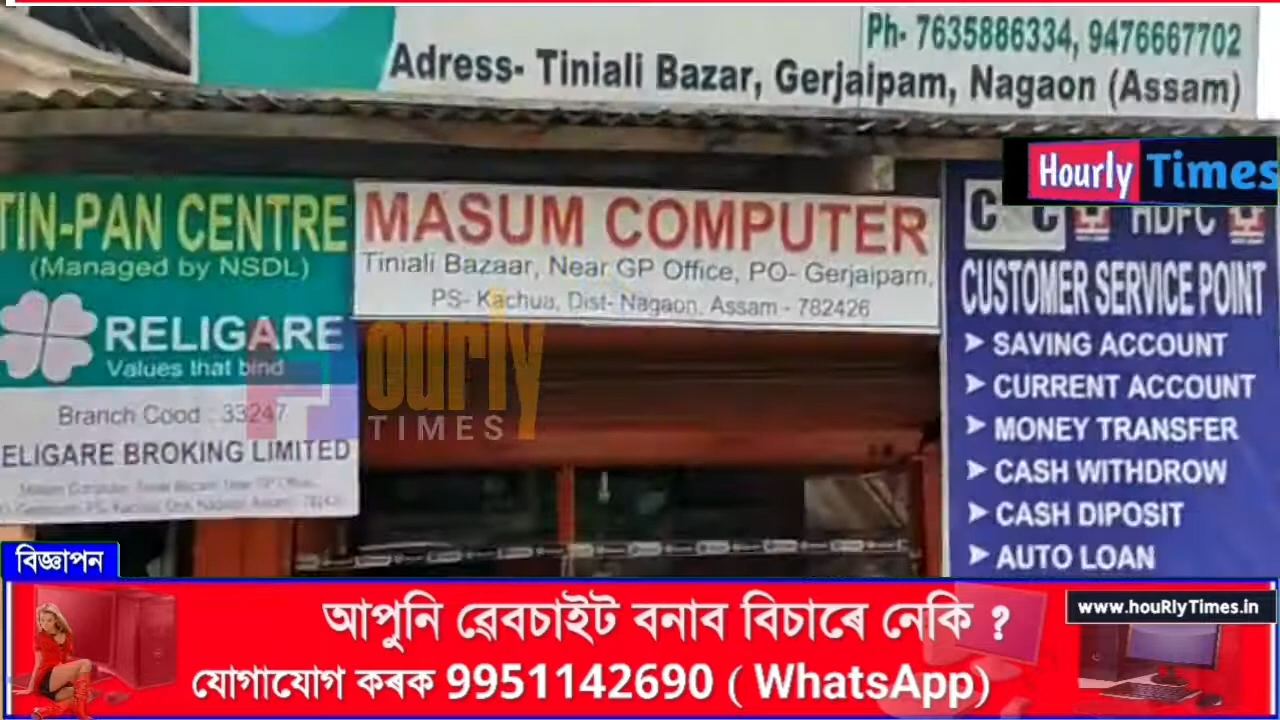 Ph- 7635886334, 9476667702
Adress- Tiniali Bazar, Gerjaipam, Nagaon (Assam)
Hourly Times
TIN-PAN CENTRE
(Managed by NSDL)
RELIGARE
Values that bind
Branch Cood : 33247
ELIGARE BROKING LIMITED
MASUM COMPUTER
Tiniali Bazaar, Near GP Office, PO- Gerjaipam,
PS- Kachua, Dist- Nagaon, Assam - 782426
ourly
TIMES
HDFC
CUSTOMER SERVICE POINT
SAVING ACCOUNT
CURRENT ACCOUNT
MONEY TRANSFER
CASH WITHDROW
CASH DIPOSIT
AUTO LOAN
বিজ্ঞাপন
আপুনি ৱেবচাইট বনাব বিচাৰে নেকি ?
www.houRlyTimes.in
যোগাযোগ কৰক 9951142690 ( WhatsApp)